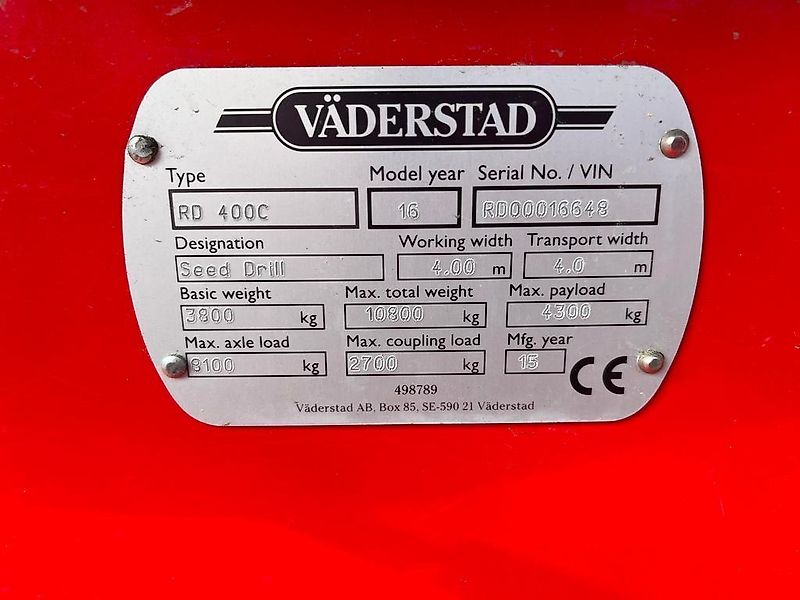 VÄDERSTAD
Type Model year Serial No. / VIN
RD 400C 16 RD00016648
Designation Working width Transport width
Seed Drill 4.00 m 4.0 m
Basic weight Max. total weight Max. payload
3800 kg 10800 kg 4300 kg
Max. axle load Max. coupling load Mfg. year
8100 kg 2700 kg 15 CE
498789
Väderstad AB, Box 85, SE-590 21 Väderstad